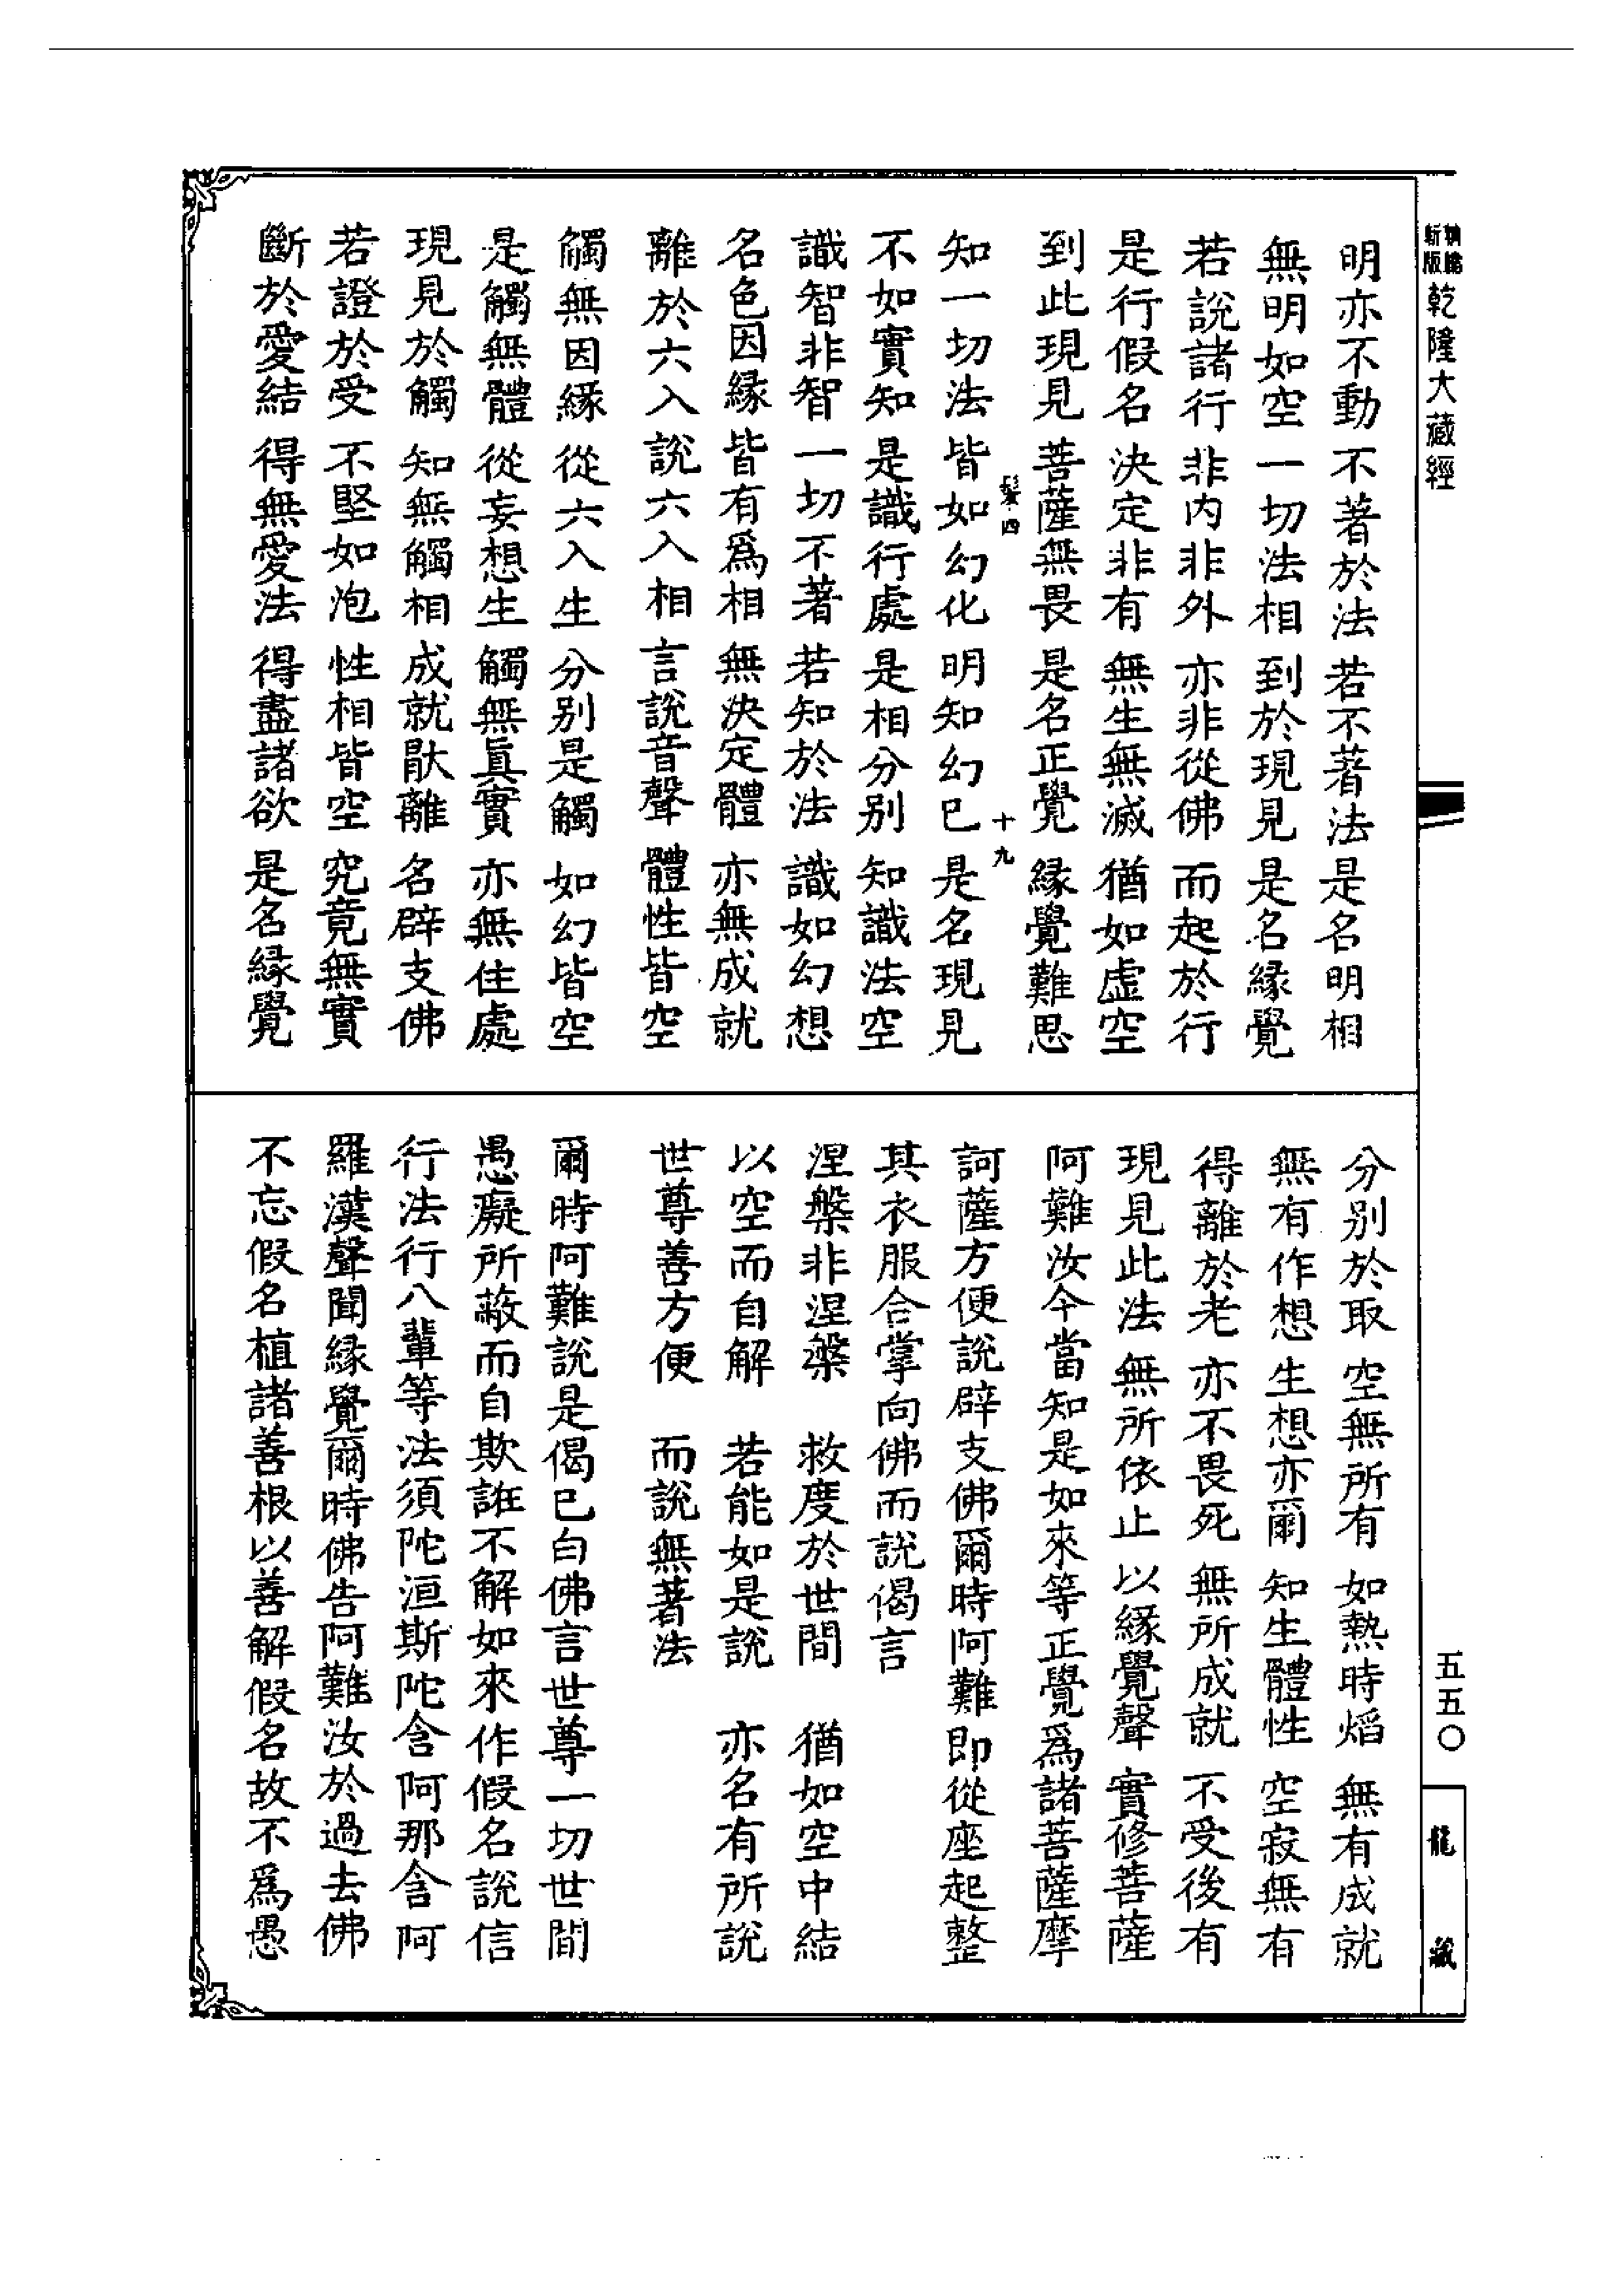 新版
乾隆大藏經
明亦不動 不著於法 若不著法 是名明相
無明如空 一切法相 到於現見 是名緣覺
若說諸行 非內非外 亦非從佛 而起於行
是行假名 決定非有 無生無滅 猶如虛空
到此現見 菩薩無畏 是名正覺 緣覺難思
髮四 十九
知一切法 皆如幻化 明知幻已 是名現見
不如實知 是識行處 是相分別 知識法空
識智非智 一切不著 若知於法 識如幻想
名色因緣 皆有為相 無決定體 亦無成就
離於六入 說六入相 言說音聲 體性皆空
觸無因緣 從六入生 分別是觸 如幻皆空
是觸無體 從妄想生 觸無真實 亦無住處
現見於觸 知無觸相 成就猒離 名辟支佛
若證於受 不堅如泡 性相皆空 究竟無實
斷於愛結 得無愛法 得盡諸欲 是名緣覺
分別於取 空無所有 如熱時燄 無有成就
無有作想 生想亦爾 知生體性 空寂無有
得離於老 亦不畏死 無所成就 不受後有
現見此法 無所依止 以緣覺聲 實修菩薩
阿難汝今當知是如來等正覺為諸菩薩摩
訶薩方便說辟支佛爾時阿難即從座起整
其衣服合掌向佛而說偈言
涅槃非涅槃 救度於世間 猶如空中結
以空而自解 若能如是說 亦名有所說
世尊善方便 而說無著法
爾時阿難說是偈已白佛言世尊一切世間
愚癡所蔽而自欺誑不解如來作假名說信
行法行八輩等法須陀洹斯陀含阿那含阿
羅漢聲聞緣覺爾時佛告阿難汝於過去佛
不忘假名植諸善根以善解假名故不為愚
五五〇
龍藏